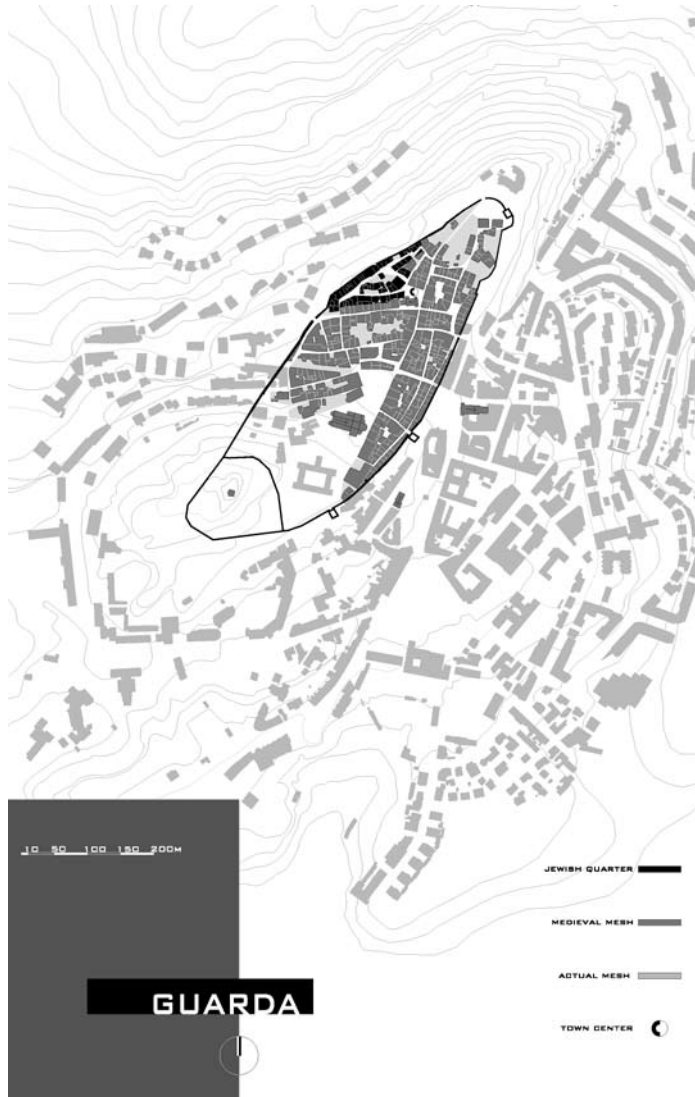 10 50 100 150 200M
JEWISH QUARTER
MEDIEVAL MESH
ACTUAL MESH
TOWN CENTER
GUARDA